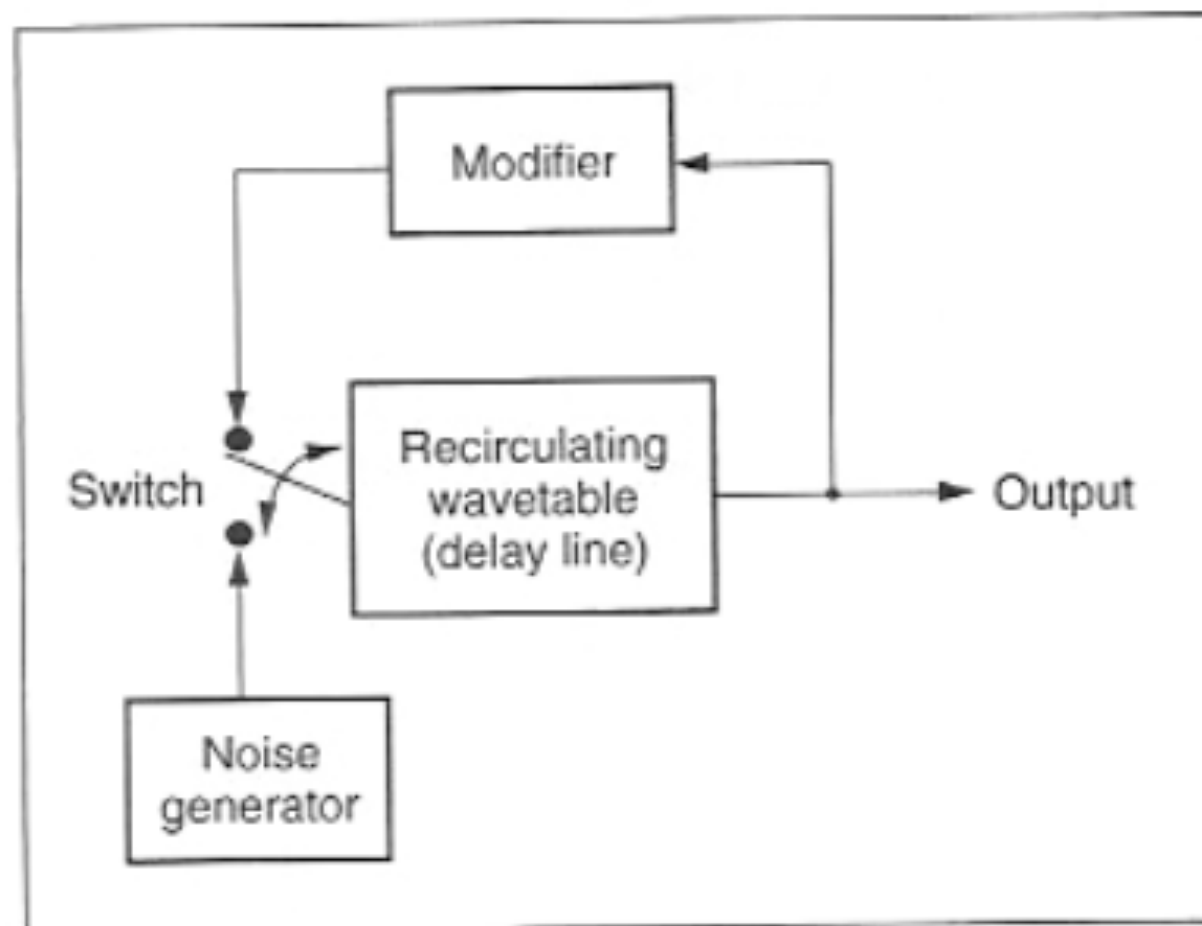 Modifier
Switch
Recirculating
wavetable
(delay line)
Output
Noise
generator